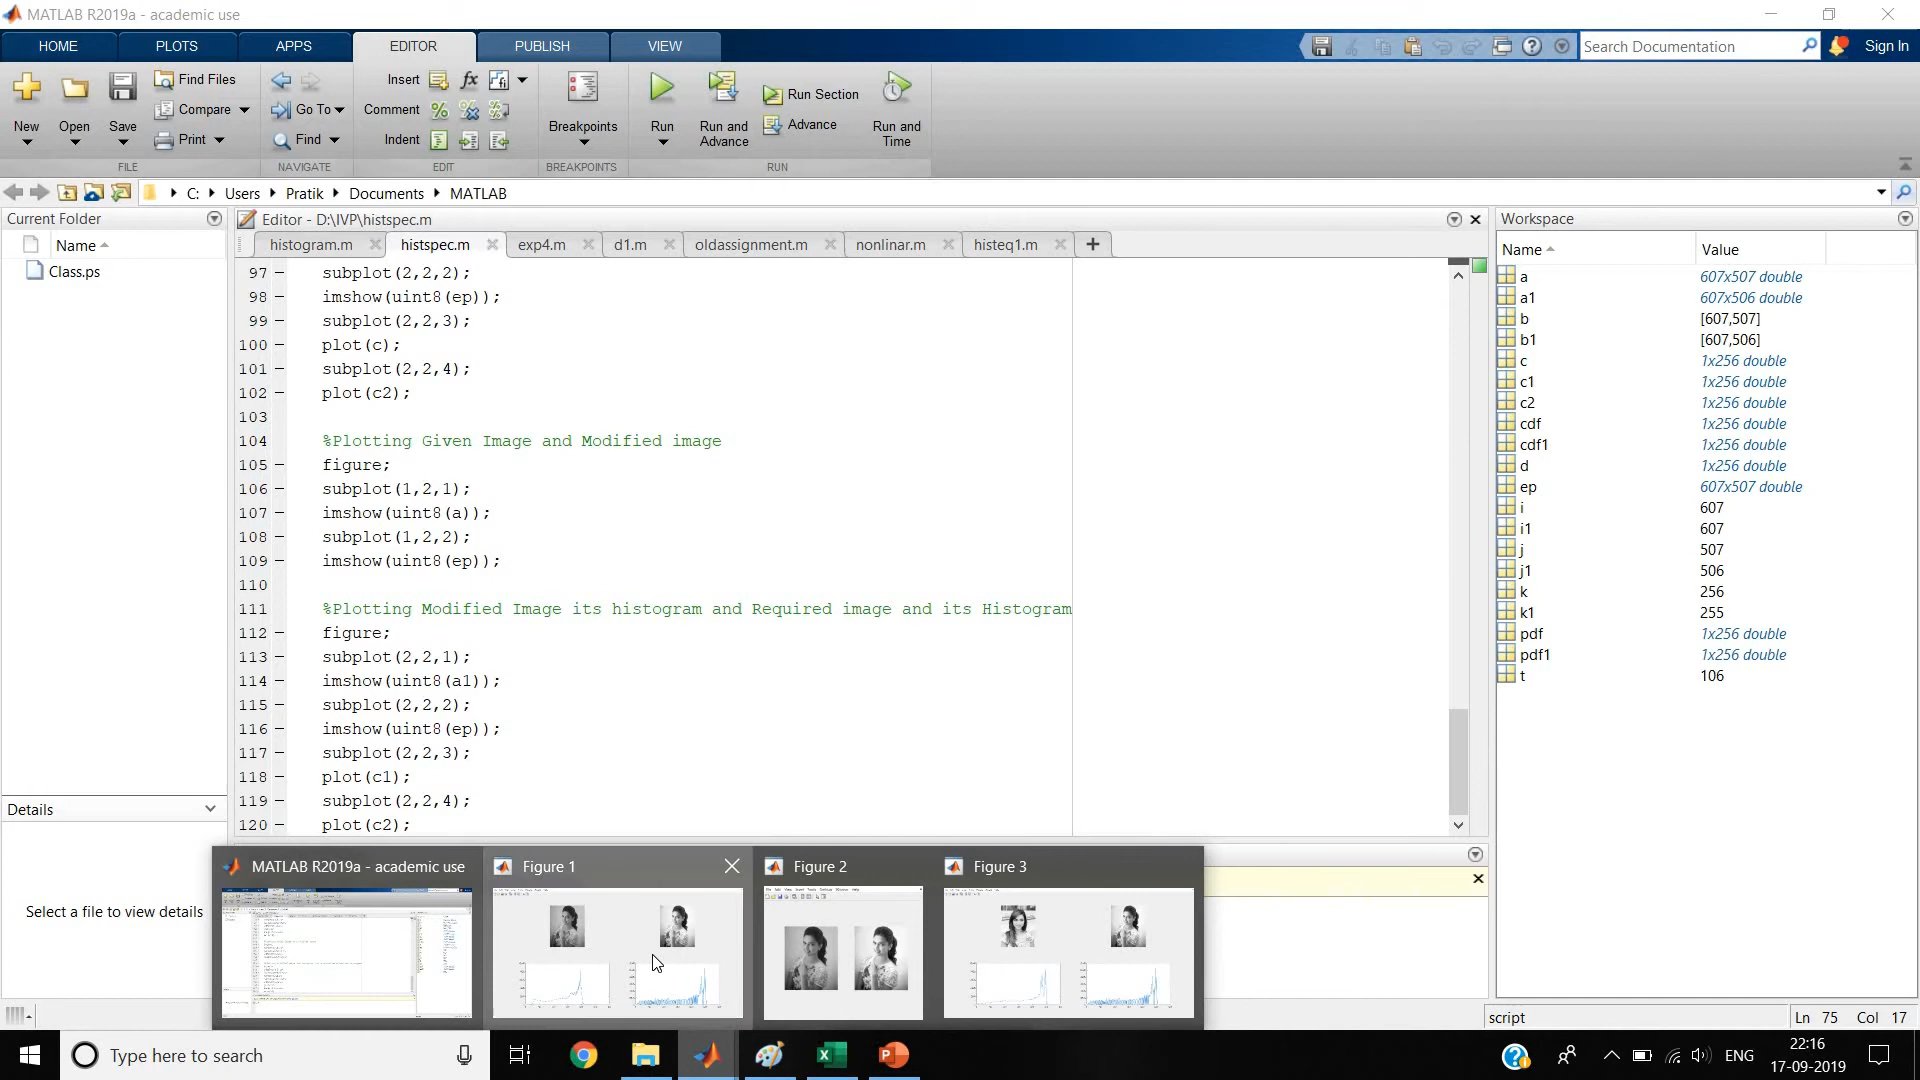 MATLAB R2019a - academic use
HOME PLOTS APPS EDITOR PUBLISH VIEW
Search Documentation
Sign In
New
Open
Save
Find Files
Compare
Print
FILE
Go To
Find
NAVIGATE
Insert
Comment
Indent
fx
EDIT
Breakpoints
BREAKPOINTS
Run
Run and Advance
Run Section
Advance
Run and Time
RUN
C: Users Pratik Documents MATLAB
Current Folder
Name
Class.ps
Details
Select a file to view details
Editor - D:\IVP\histspec.m
histogram.m histspec.m exp4.m d1.m oldassignment.m nonlinar.m histeq1.m
97 – subplot(2,2,2);
98 – imshow(uint8(ep));
99 – subplot(2,2,3);
100 – plot(c);
101 – subplot(2,2,4);
102 – plot(c2);
103
104 %Plotting Given Image and Modified image
105 – figure;
106 – subplot(1,2,1);
107 – imshow(uint8(a));
108 – subplot(1,2,2);
109 – imshow(uint8(ep));
110
111 %Plotting Modified Image its histogram and Required image and its Histogram
112 – figure;
113 – subplot(2,2,1);
114 – imshow(uint8(a1));
115 – subplot(2,2,2);
116 – imshow(uint8(ep));
117 – subplot(2,2,3);
118 – plot(c1);
119 – subplot(2,2,4);
120 – plot(c2);
Workspace
Name Value
a 607x507 double
a1 607x506 double
b [607,507]
b1 [607,506]
c 1x256 double
c1 1x256 double
c2 1x256 double
cdf 1x256 double
cdf1 1x256 double
d 1x256 double
ep 607x507 double
i 607
i1 607
j 507
j1 506
k 256
k1 255
pdf 1x256 double
pdf1 1x256 double
t 106
MATLAB R2019a - academic use
Figure 1
Figure 2
Figure 3
script
Ln 75 Col 17
Type here to search
ENG
22:16
17-09-2019